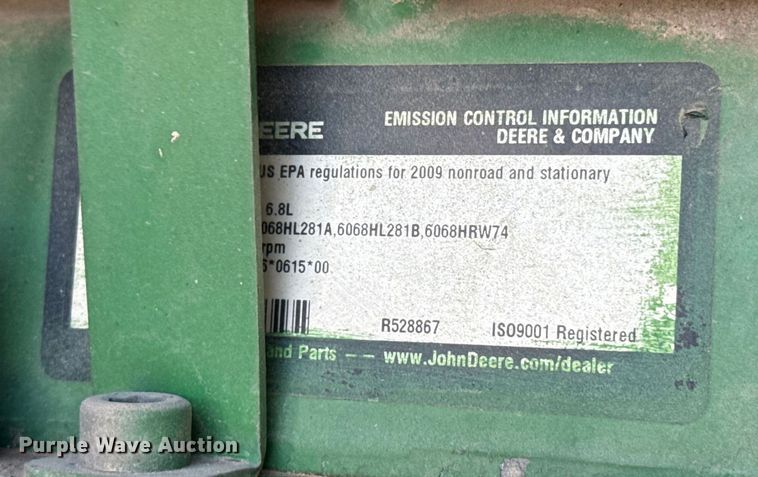 EERE
EMISSION CONTROL INFORMATION
DEERE & COMPANY
US EPA regulations for 2009 nonroad and stationary
6.8L
068HL281A,6068HL281B,6068HRW74
rpm
*0615*00
R528867 ISO9001 Registered
and Parts – – www.JohnDeere.com/dealer
Purple Wave Auction